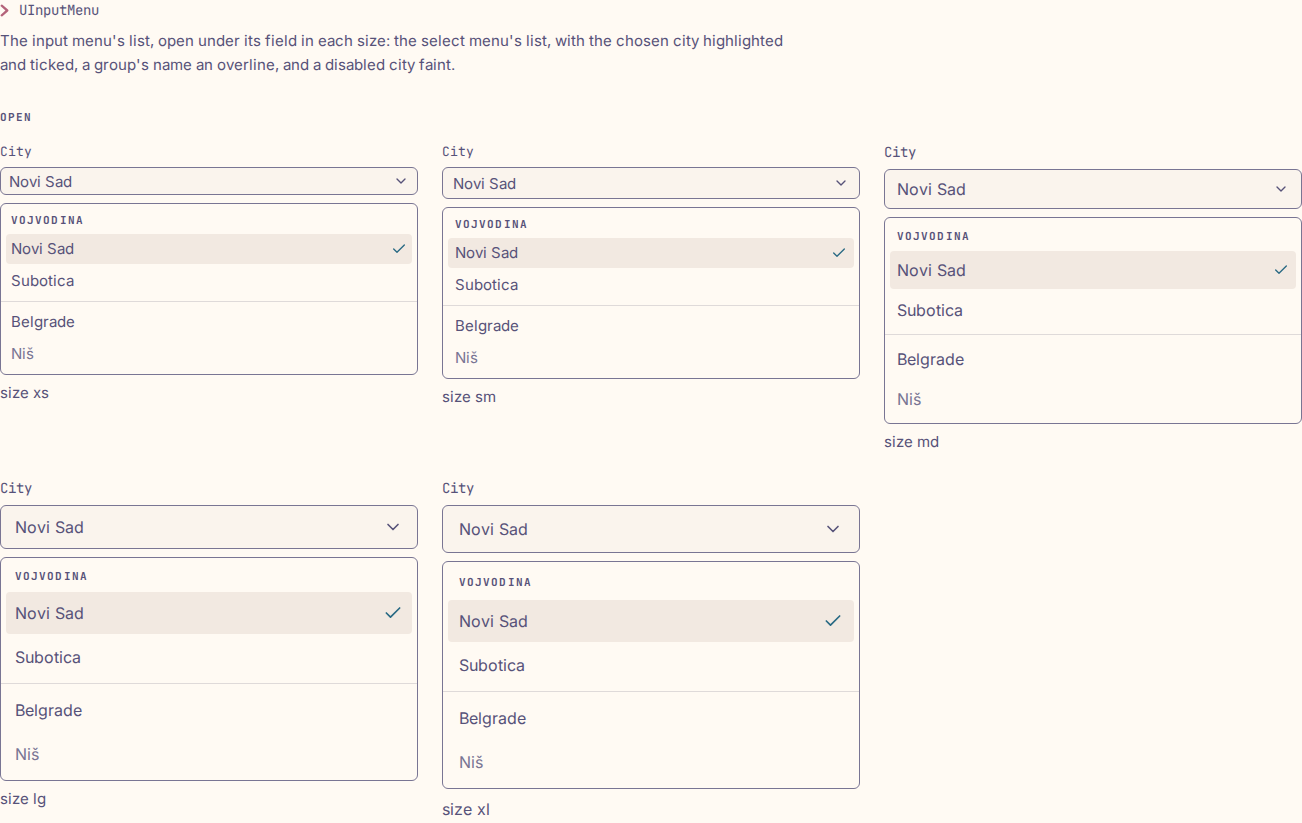 UInputMenu
The input menu's list, open under its field in each size: the select menu's list, with the chosen city highlighted
and ticked, a group's name an overline, and a disabled city faint.
OPEN
City
Novi Sad
VOJVODINA
Novi Sad
Subotica
Belgrade
Niš
size xs
City
Novi Sad
VOJVODINA
Novi Sad
Subotica
Belgrade
Niš
size sm
City
Novi Sad
VOJVODINA
Novi Sad
Subotica
Belgrade
Niš
size md
City
Novi Sad
VOJVODINA
Novi Sad
Subotica
Belgrade
Niš
size lg
City
Novi Sad
VOJVODINA
Novi Sad
Subotica
Belgrade
Niš
size xl